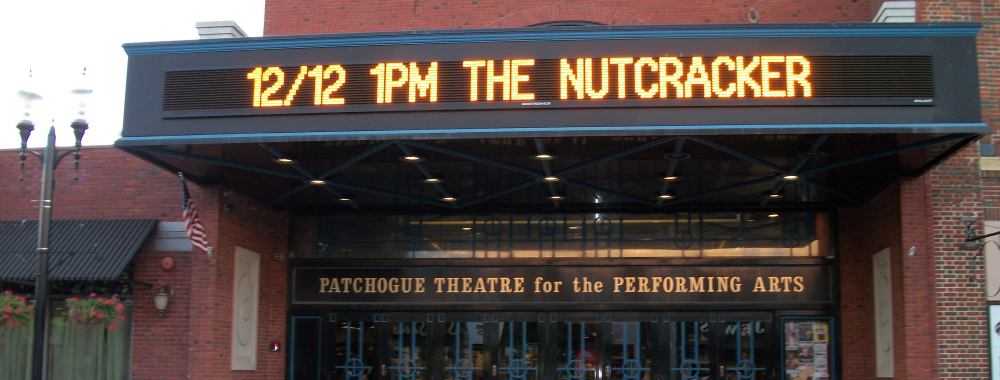 12/12 1PM THE NUTCRACKER
PATCHOGUE THEATRE for the PERFORMING ARTS